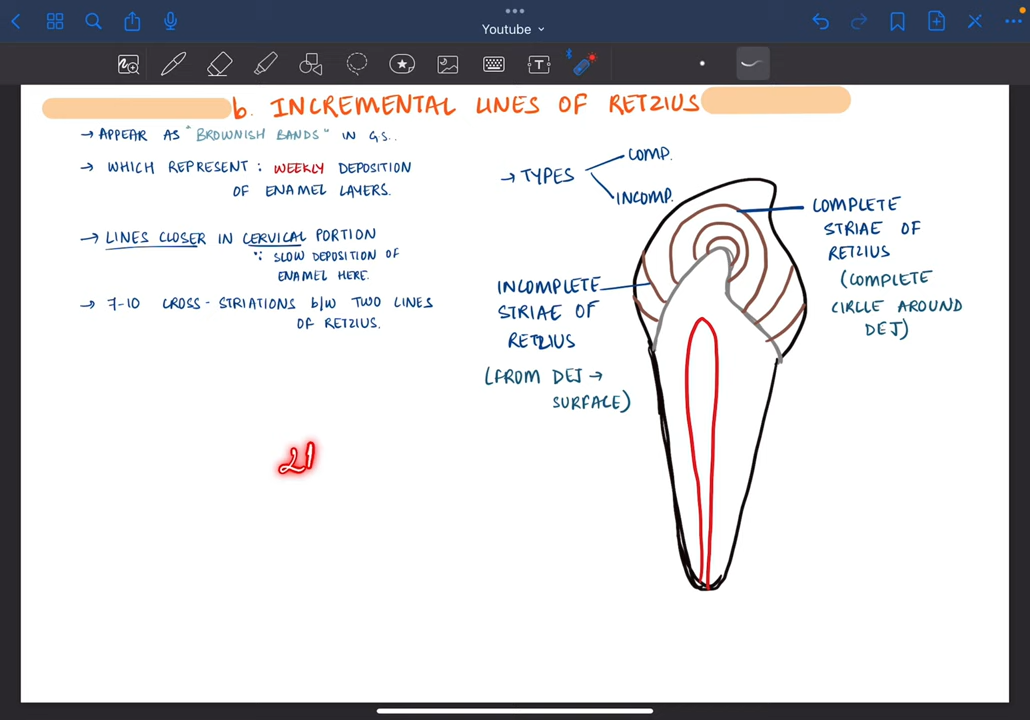 Youtube
b. INCREMENTAL LINES OF RETZIUS
→ APPEAR AS "BROWNISH BANDS" IN G.S..
→ WHICH REPRESENT : WEEKLY DEPOSITION
OF ENAMEL LAYERS.
→ LINES CLOSER IN CERVICAL PORTION
∵ SLOW DEPOSITION OF
ENAMEL HERE.
→ 7-10 CROSS-STRIATIONS b/w TWO LINES
OF RETZIUS.
21
→ TYPES
COMP.
INCOMP.
INCOMPLETE
STRIAE OF
RETZIUS
(FROM DEJ →
SURFACE)
COMPLETE
STRIAE OF
RETZIUS
(COMPLETE
CIRCLE AROUND
DEJ)